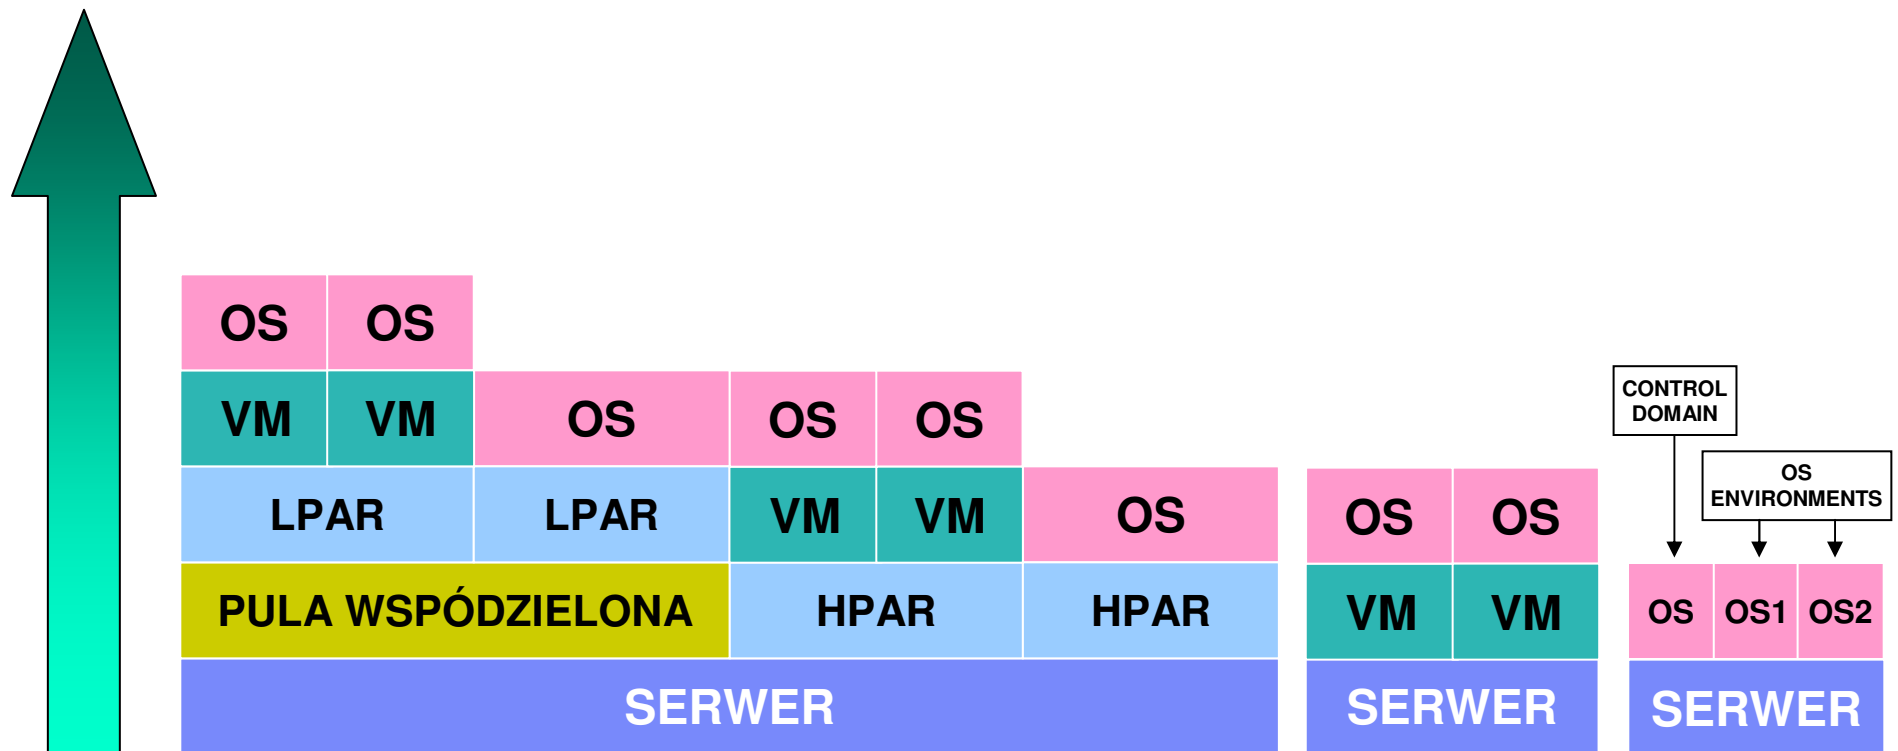 OS OS
VM VM OS OS OS
CONTROL
DOMAIN
OS
ENVIRONMENTS
LPAR LPAR VM VM OS OS OS
PULA WSPÓDZIELONA HPAR HPAR VM VM OS OS1 OS2
SERWER SERWER SERWER